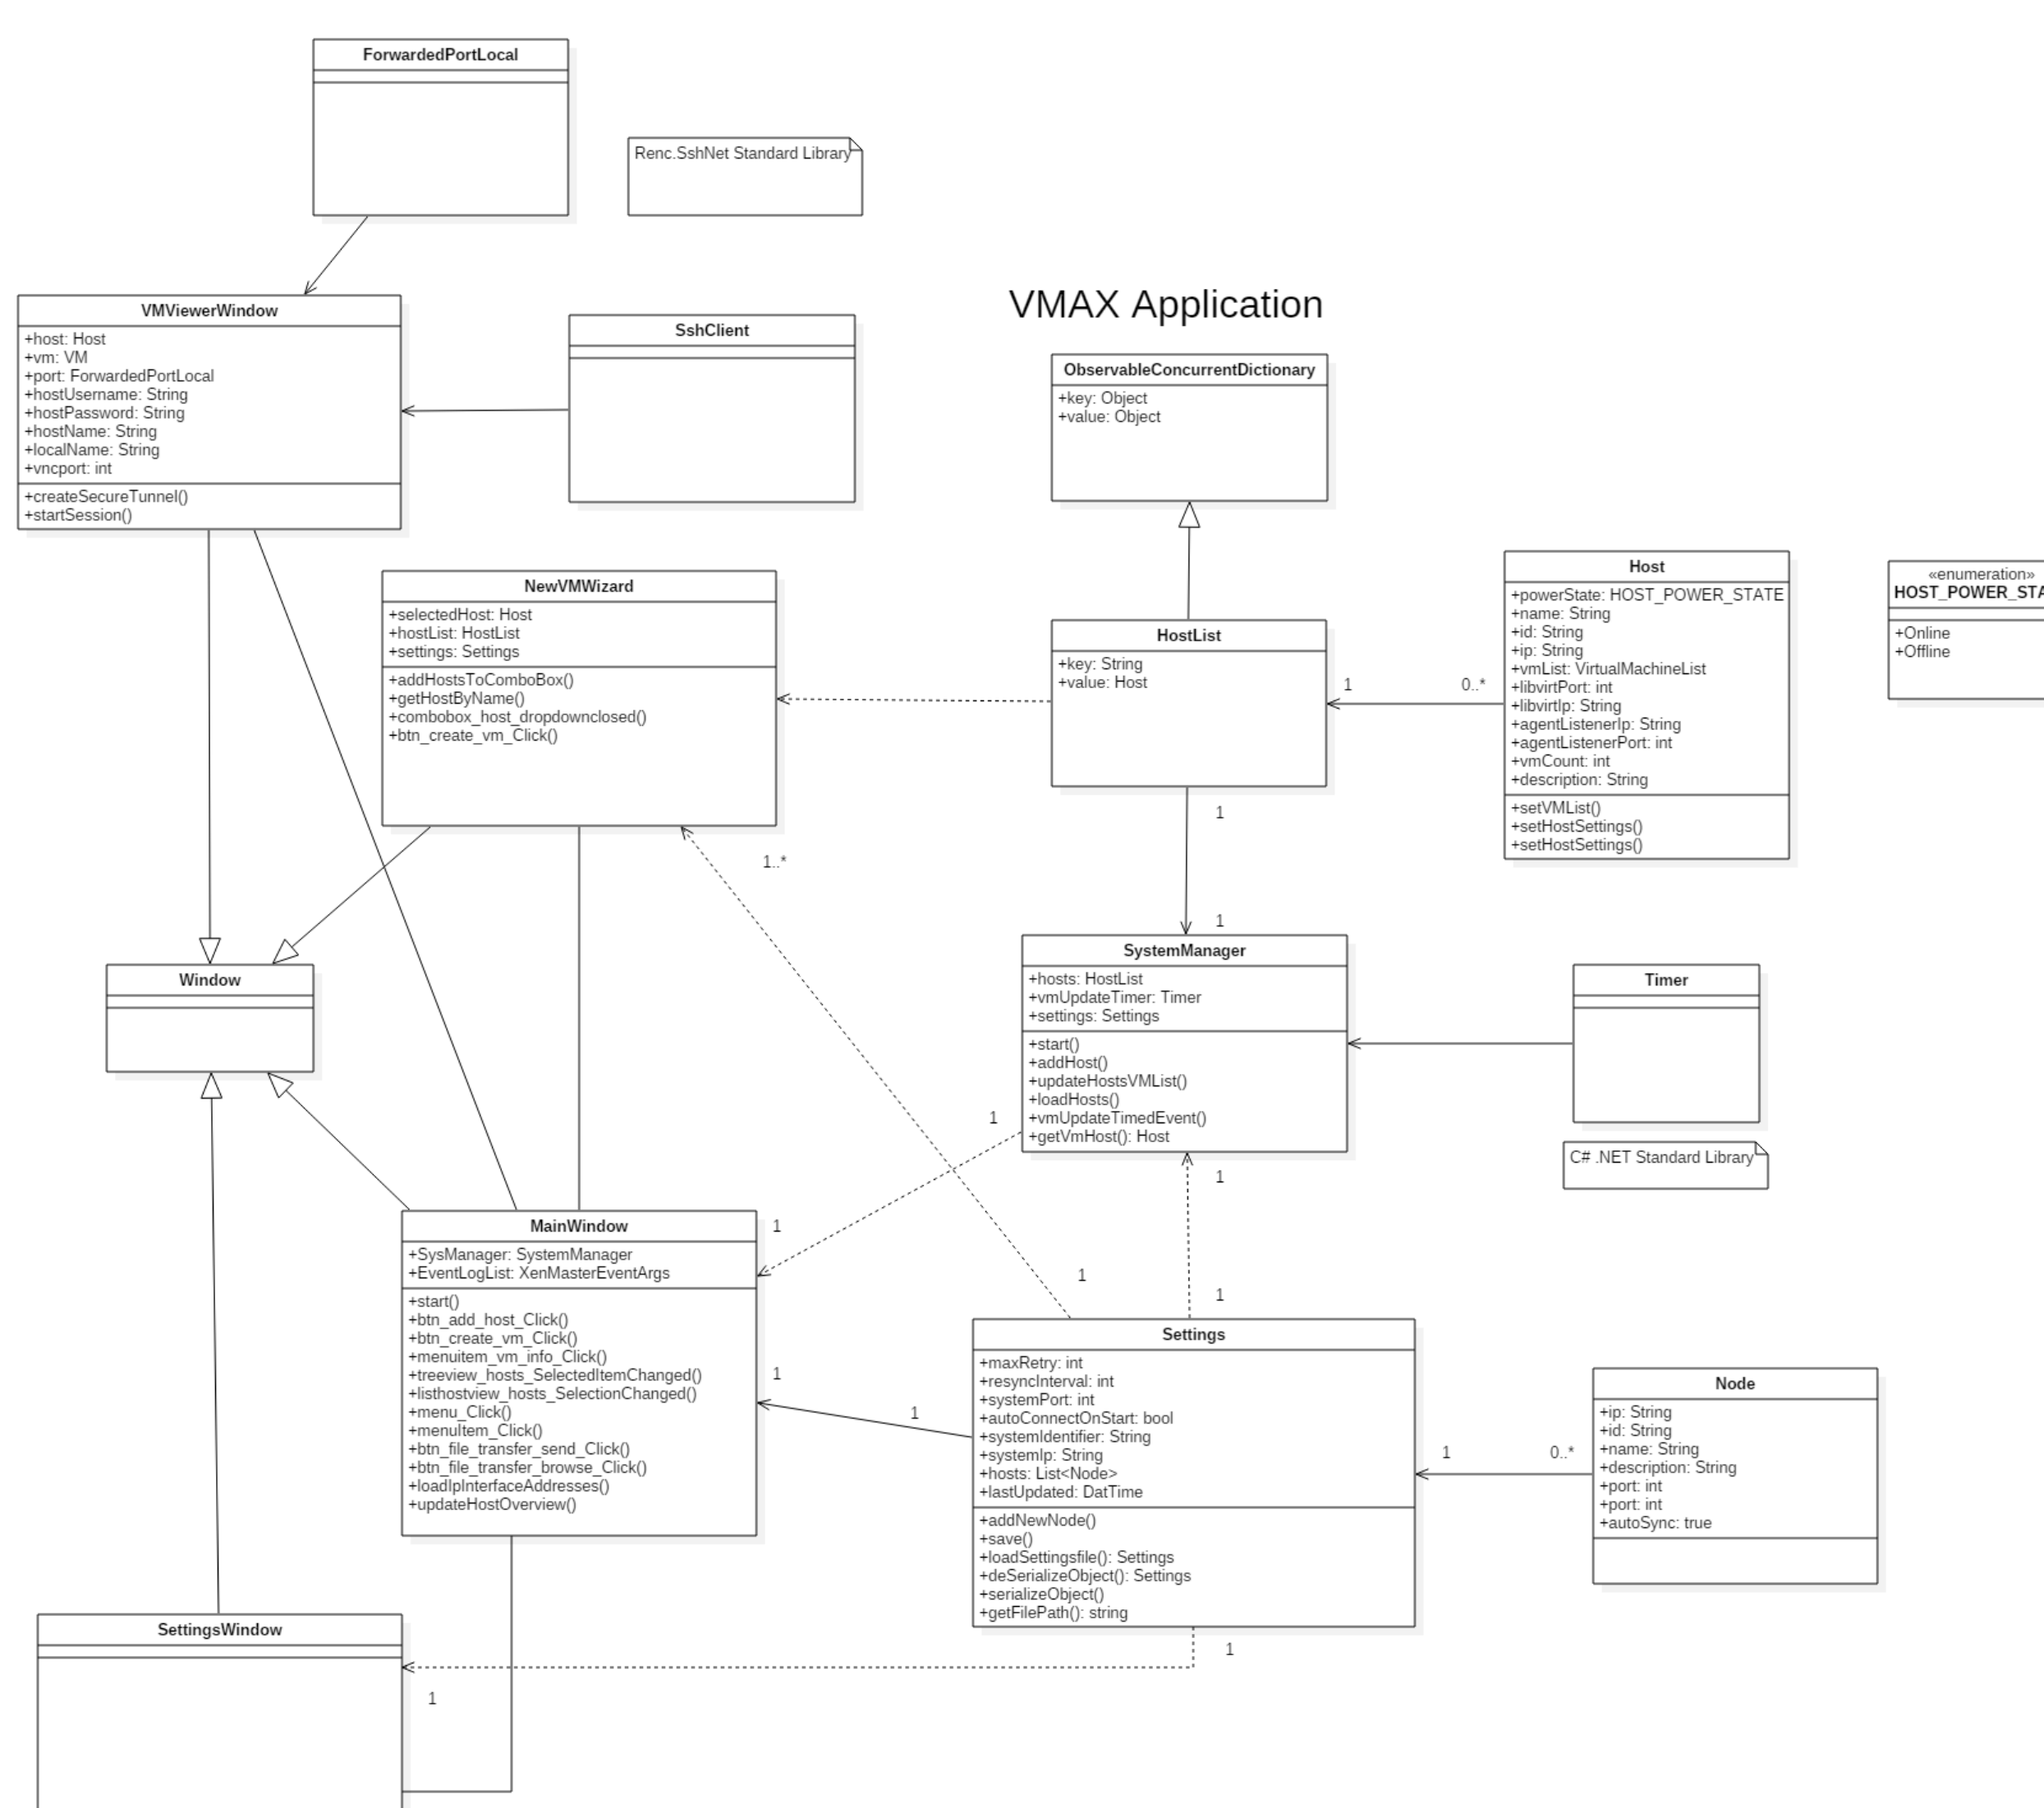 ForwardedPortLocal
Renc.SshNet Standard Library
VMViewerWindow
+host: Host
+vm: VM
+port: ForwardedPortLocal
+hostUsername: String
+hostPassword: String
+hostName: String
+localName: String
+vncport: int
+createSecureTunnel()
+startSession()
SshClient
VMAX Application
ObservableConcurrentDictionary
+key: Object
+value: Object
NewVMWizard
+selectedHost: Host
+hostList: HostList
+settings: Settings
+addHostsToComboBox()
+getHostByName()
+combobox_host_dropdownclosed()
+btn_create_vm_Click()
1..*
HostList
+key: String
+value: Host
1
0..*
1
1
Host
+powerState: HOST_POWER_STATE
+name: String
+id: String
+ip: String
+vmList: VirtualMachineList
+libvirtPort: int
+libvirtIp: String
+agentListenerIp: String
+agentListenerPort: int
+vmCount: int
+description: String
+setVMList()
+setHostSettings()
+setHostSettings()
«enumeration»
HOST_POWER_STA
+Online
+Offline
Window
SystemManager
+hosts: HostList
+vmUpdateTimer: Timer
+settings: Settings
+start()
+addHost()
+updateHostsVMList()
+loadHosts()
+vmUpdateTimedEvent()
+getVmHost(): Host
1
1
1
1
1
Timer
C# .NET Standard Library
MainWindow
+SysManager: SystemManager
+EventLogList: XenMasterEventArgs
+start()
+btn_add_host_Click()
+btn_create_vm_Click()
+menuitem_vm_info_Click()
+treeview_hosts_SelectedItemChanged()
+listhostview_hosts_SelectionChanged()
+menu_Click()
+menuItem_Click()
+btn_file_transfer_send_Click()
+btn_file_transfer_browse_Click()
+loadIpInterfaceAddresses()
+updateHostOverview()
1
1
Settings
+maxRetry: int
+resyncInterval: int
+systemPort: int
+autoConnectOnStart: bool
+systemIdentifier: String
+systemIp: String
+hosts: List<Node>
+lastUpdated: DatTime
+addNewNode()
+save()
+loadSettingsfile(): Settings
+deSerializeObject(): Settings
+serializeObject()
+getFilePath(): string
1
0..*
Node
+ip: String
+id: String
+name: String
+description: String
+port: int
+port: int
+autoSync: true
SettingsWindow
1
1